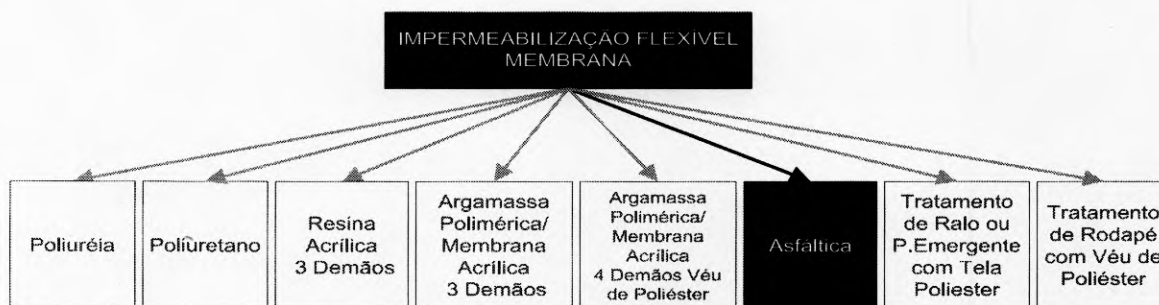 IMPERMEABILIZAÇÃO FLEXÍVEL
MEMBRANA
Poliuréia
Poliuretano
Resina
Acrílica
3 Demãos
Argamassa
Polimérica/
Membrana
Acrílica
3 Demãos
Argamassa
Polimérica/
Membrana
Acrílica
4 Demãos Véu
de Poliéster
Asfáltica
Tratamento
de Ralo ou
P.Emergente
com Tela
Poliester
Tratamento
de Rodapé
com Véu de
Poliéster